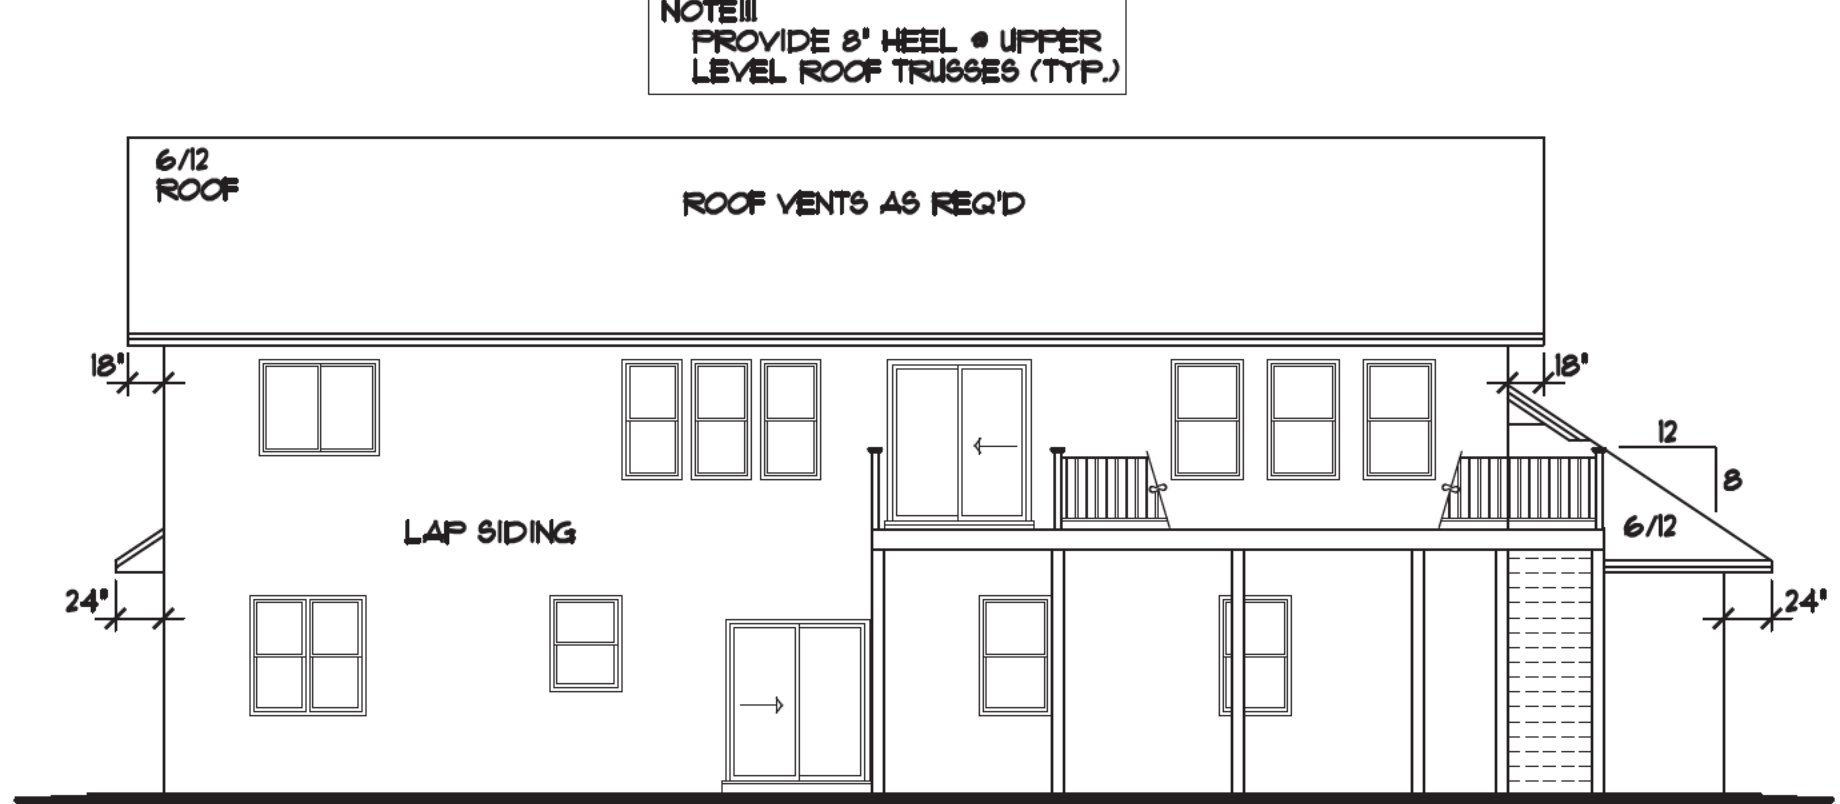 NOTE!!!
PROVIDE 8" HEEL @ UPPER
LEVEL ROOF TRUSSES (TYP.)
6/12
ROOF
ROOF VENTS AS REQ'D
18"
18"
12
8
6/12
LAP SIDING
24"
24"